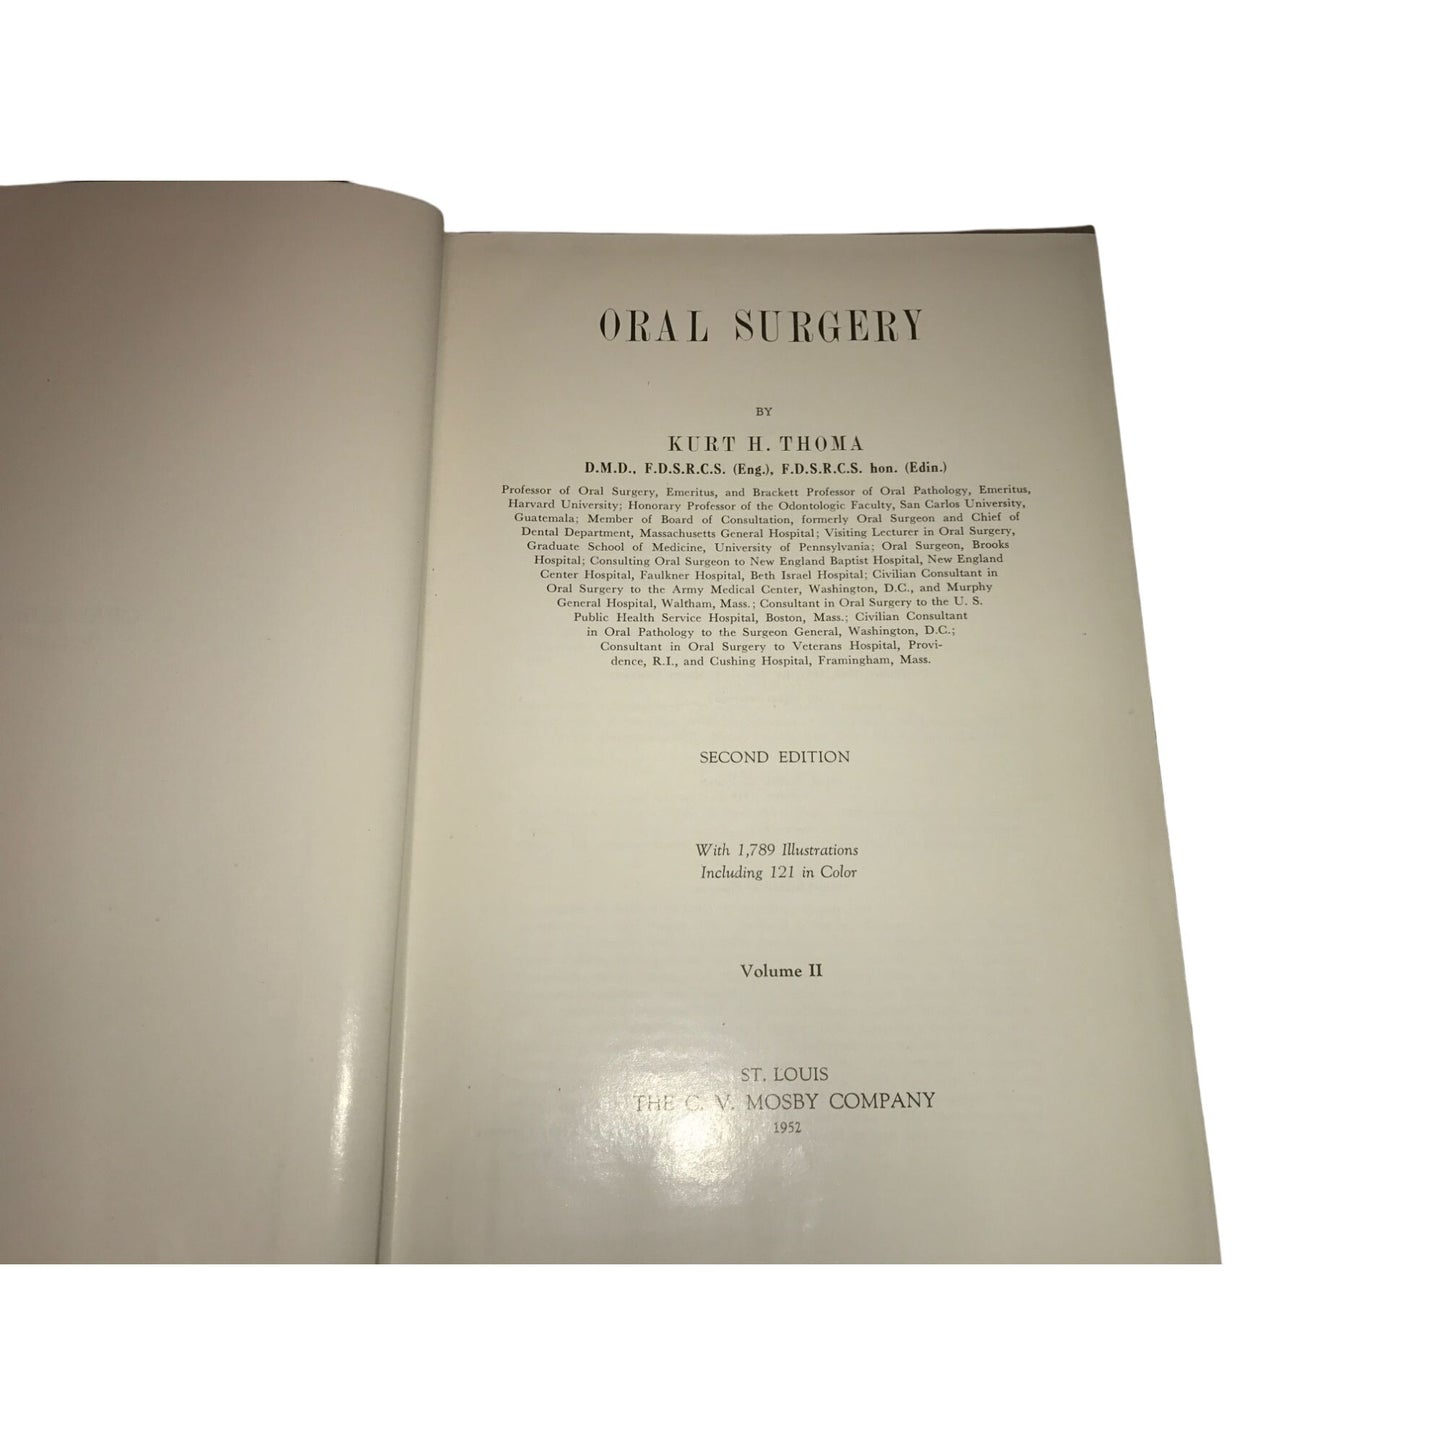 ORAL SURGERY
BY
KURT H. THOMA
D.M.D., F.D.S.R.C.S. (Eng.), F.D.S.R.C.S. hon. (Edin.)
Professor of Oral Surgery, Emeritus, and Brackett Professor of Oral Pathology, Emeritus,
Harvard University; Honorary Professor of the Odontologic Faculty, San Carlos University,
Guatemala; Member of Board of Consultation, formerly Oral Surgeon and Chief of
Dental Department, Massachusetts General Hospital; Visiting Lecturer in Oral Surgery,
Graduate School of Medicine, University of Pennsylvania; Oral Surgeon, Brooks
Hospital; Consulting Oral Surgeon to New England Baptist Hospital, New England
Center Hospital, Faulkner Hospital, Beth Israel Hospital; Civilian Consultant in
Oral Surgery to the Army Medical Center, Washington, D.C., and Murphy
General Hospital, Waltham, Mass.; Consultant in Oral Surgery to the U. S.
Public Health Service Hospital, Boston, Mass.; Civilian Consultant
in Oral Pathology to the Surgeon General, Washington, D.C.;
Consultant in Oral Surgery to Veterans Hospital, Provi-
dence, R.I., and Cushing Hospital, Framingham, Mass.
SECOND EDITION
With 1,789 Illustrations
Including 121 in Color
Volume II
ST. LOUIS
THE C. V. MOSBY COMPANY
1952